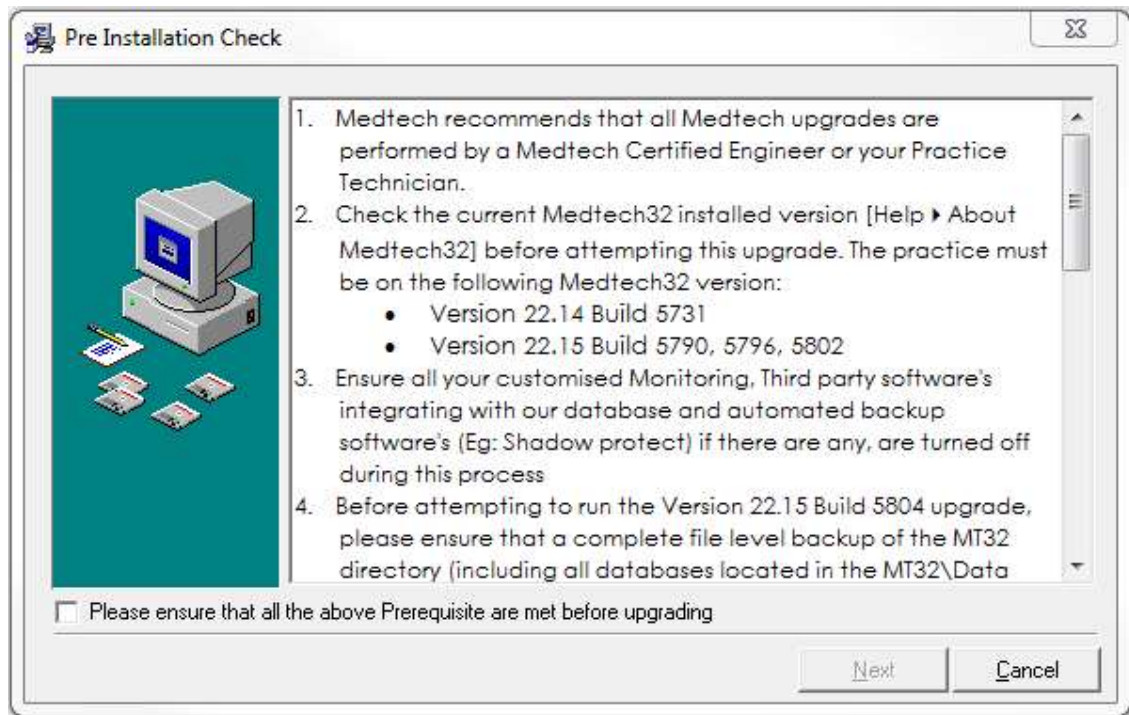 Pre Installation Check
1. Medtech recommends that all Medtech upgrades are
performed by a Medtech Certified Engineer or your Practice
Technician.
2. Check the current Medtech32 installed version [Help ▸ About
Medtech32] before attempting this upgrade. The practice must
be on the following Medtech32 version:
• Version 22.14 Build 5731
• Version 22.15 Build 5790, 5796, 5802
3. Ensure all your customised Monitoring, Third party software's
integrating with our database and automated backup
software's (Eg: Shadow protect) if there are any, are turned off
during this process
4. Before attempting to run the Version 22.15 Build 5804 upgrade,
please ensure that a complete file level backup of the MT32
directory (including all databases located in the MT32\Data
Please ensure that all the above Prerequisite are met before upgrading
Next
Cancel